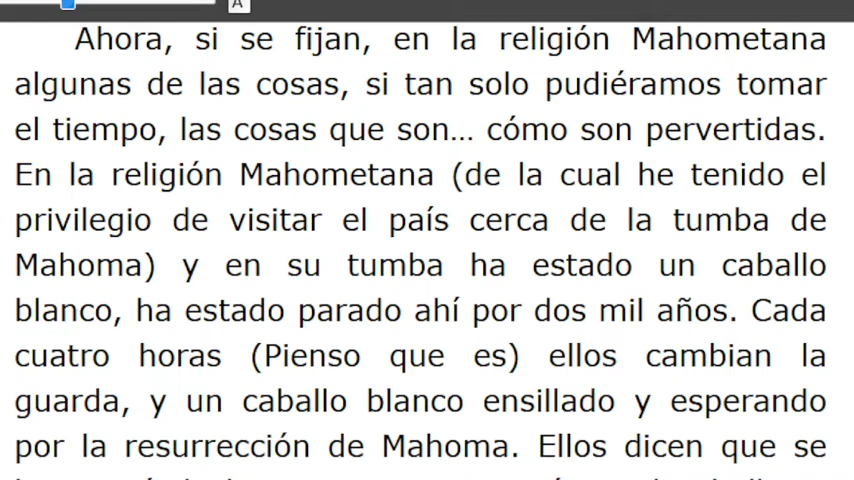 A
Ahora, si se fijan, en la religión Mahometana
algunas de las cosas, si tan solo pudiéramos tomar
el tiempo, las cosas que son... cómo son pervertidas.
En la religión Mahometana (de la cual he tenido el
privilegio de visitar el país cerca de la tumba de
Mahoma) y en su tumba ha estado un caballo
blanco, ha estado parado ahí por dos mil años. Cada
cuatro horas (Pienso que es) ellos cambian la
guarda, y un caballo blanco ensillado y esperando
por la resurrección de Mahoma. Ellos dicen que se